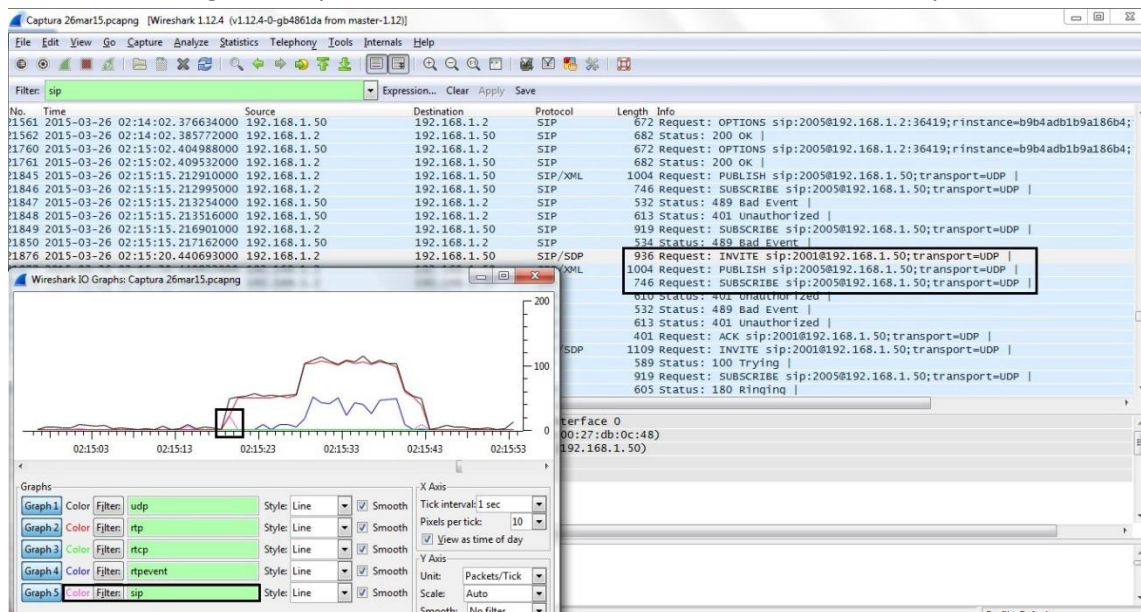 Captura 26mar15.pcapng [Wireshark 1.12.4 (v1.12.4-0-gb4861da from master-1.12)]
File Edit View Go Capture Analyze Statistics Telephony Tools Internals Help
Filter: sip Expression... Clear Apply Save
No. Time Source Destination Protocol Length Info
21561 2015-03-26 02:14:02.376634000 192.168.1.50 192.168.1.2 SIP 672 Request: OPTIONS sip:2005@192.168.1.2:36419;rinstance=b9b4adb1b9a186b4;
21562 2015-03-26 02:14:02.385772000 192.168.1.2 192.168.1.50 SIP 682 Status: 200 OK |
21760 2015-03-26 02:15:02.404988000 192.168.1.50 192.168.1.2 SIP 672 Request: OPTIONS sip:2005@192.168.1.2:36419;rinstance=b9b4adb1b9a186b4;
21761 2015-03-26 02:15:02.409532000 192.168.1.2 192.168.1.50 SIP 682 Status: 200 OK |
21845 2015-03-26 02:15:15.212910000 192.168.1.2 192.168.1.50 SIP/XML 1004 Request: PUBLISH sip:2005@192.168.1.50;transport=UDP |
21846 2015-03-26 02:15:15.212995000 192.168.1.2 192.168.1.50 SIP 746 Request: SUBSCRIBE sip:2005@192.168.1.50;transport=UDP |
21847 2015-03-26 02:15:15.213254000 192.168.1.50 192.168.1.2 SIP 532 Status: 489 Bad Event |
21848 2015-03-26 02:15:15.213516000 192.168.1.50 192.168.1.2 SIP 613 Status: 401 Unauthorized |
21849 2015-03-26 02:15:15.216901000 192.168.1.2 192.168.1.50 SIP 919 Request: SUBSCRIBE sip:2005@192.168.1.50;transport=UDP |
21850 2015-03-26 02:15:15.217162000 192.168.1.50 192.168.1.2 SIP 534 Status: 489 Bad Event |
21876 2015-03-26 02:15:20.440693000 192.168.1.2 192.168.1.50 SIP/SDP 936 Request: INVITE sip:2001@192.168.1.50;transport=UDP |
/XML 1004 Request: PUBLISH sip:2005@192.168.1.50;transport=UDP |
746 Request: SUBSCRIBE sip:2005@192.168.1.50;transport=UDP |
610 Status: 401 Unauthorized |
532 Status: 489 Bad Event |
613 Status: 401 Unauthorized |
401 Request: ACK sip:2001@192.168.1.50;transport=UDP |
/SDP 1109 Request: INVITE sip:2001@192.168.1.50;transport=UDP |
589 Status: 100 Trying |
919 Request: SUBSCRIBE sip:2005@192.168.1.50;transport=UDP |
605 Status: 180 Ringing |
terface 0
00:27:db:0c:48)
192.168.1.50)
Wireshark IO Graphs: Captura 26mar15.pcapng
200
100
0
02:15:03 02:15:13 02:15:23 02:15:33 02:15:43 02:15:53
Graphs X Axis
Graph 1 Color Filter: udp Style: Line Smooth Tick interval: 1 sec
Graph 2 Color Filter: rtp Style: Line Smooth Pixels per tick: 10
Graph 3 Color Filter: rtcp Style: Line Smooth View as time of day
Y Axis
Graph 4 Color Filter: rtpevent Style: Line Smooth Unit: Packets/Tick
Graph 5 Color Filter: sip Style: Line Smooth Scale: Auto
Smooth: No filter